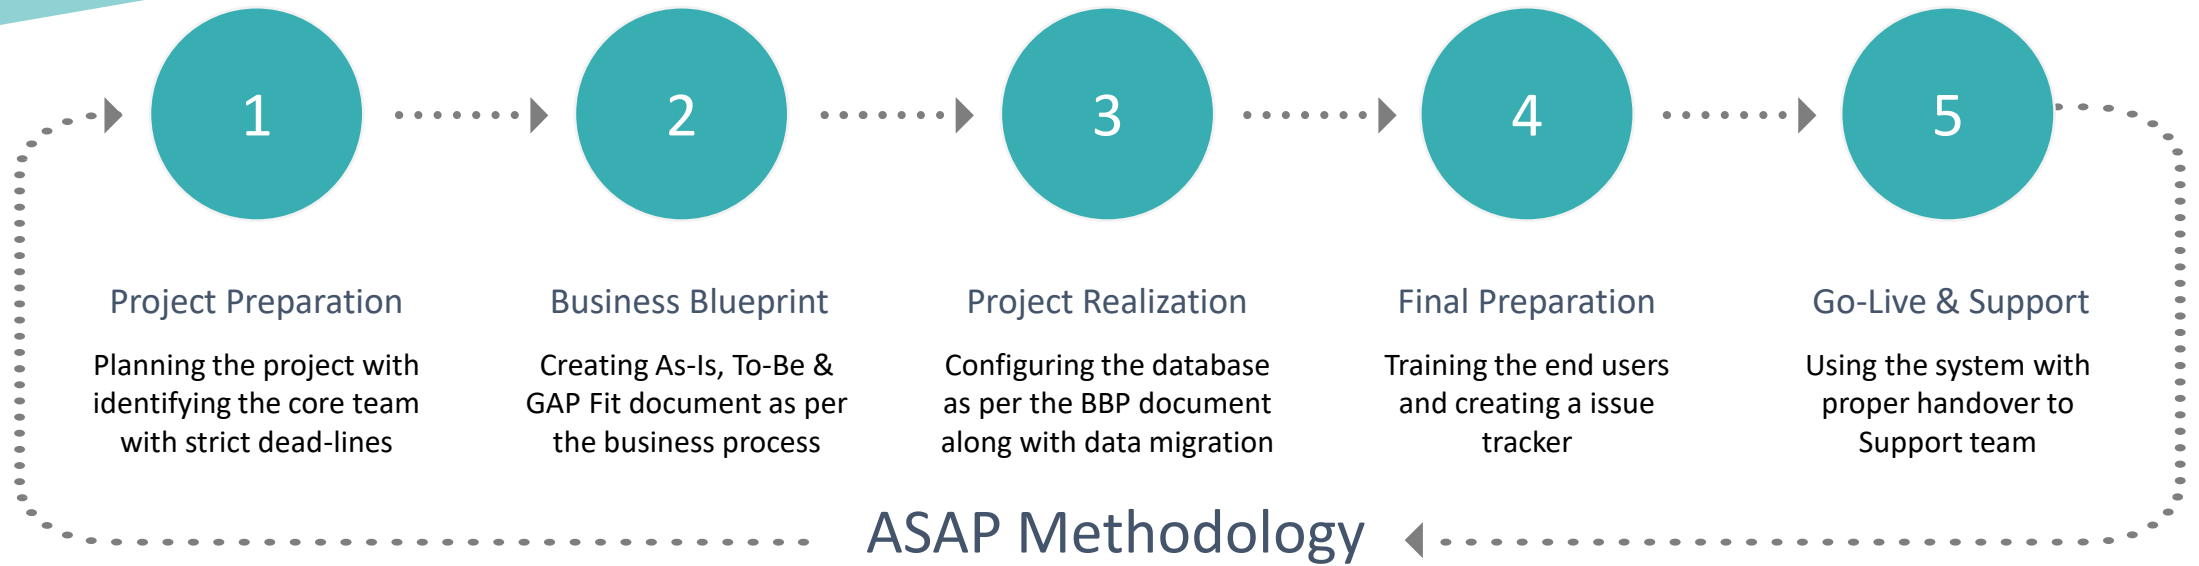 1
2
3
4
5
Project Preparation
Planning the project with
identifying the core team
with strict dead-lines
Business Blueprint
Creating As-Is, To-Be &
GAP Fit document as per
the business process
Project Realization
Configuring the database
as per the BBP document
along with data migration
Final Preparation
Training the end users
and creating a issue
tracker
Go-Live & Support
Using the system with
proper handover to
Support team
ASAP Methodology